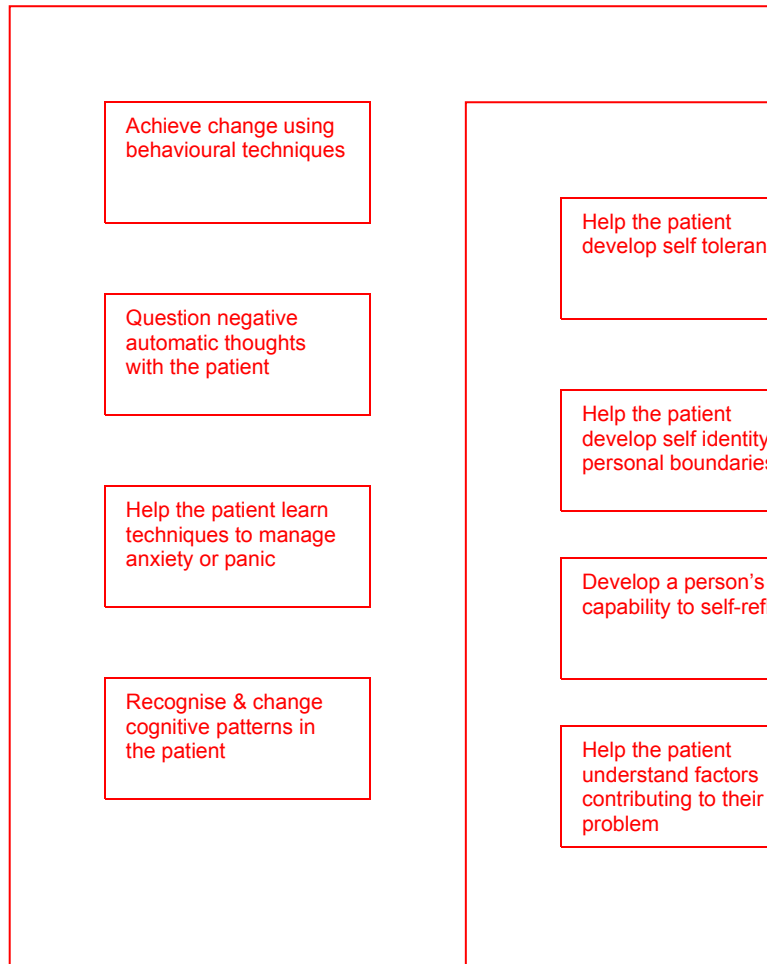 Achieve change using
behavioural techniques
Question negative
automatic thoughts
with the patient
Help the patient learn
techniques to manage
anxiety or panic
Recognise & change
cognitive patterns in
the patient
Help the patient
develop self
Help the patient
develop self identity
personal boundaries
Develop a person’s
capability to
Help the patient
understand factors
contributing to their
problem